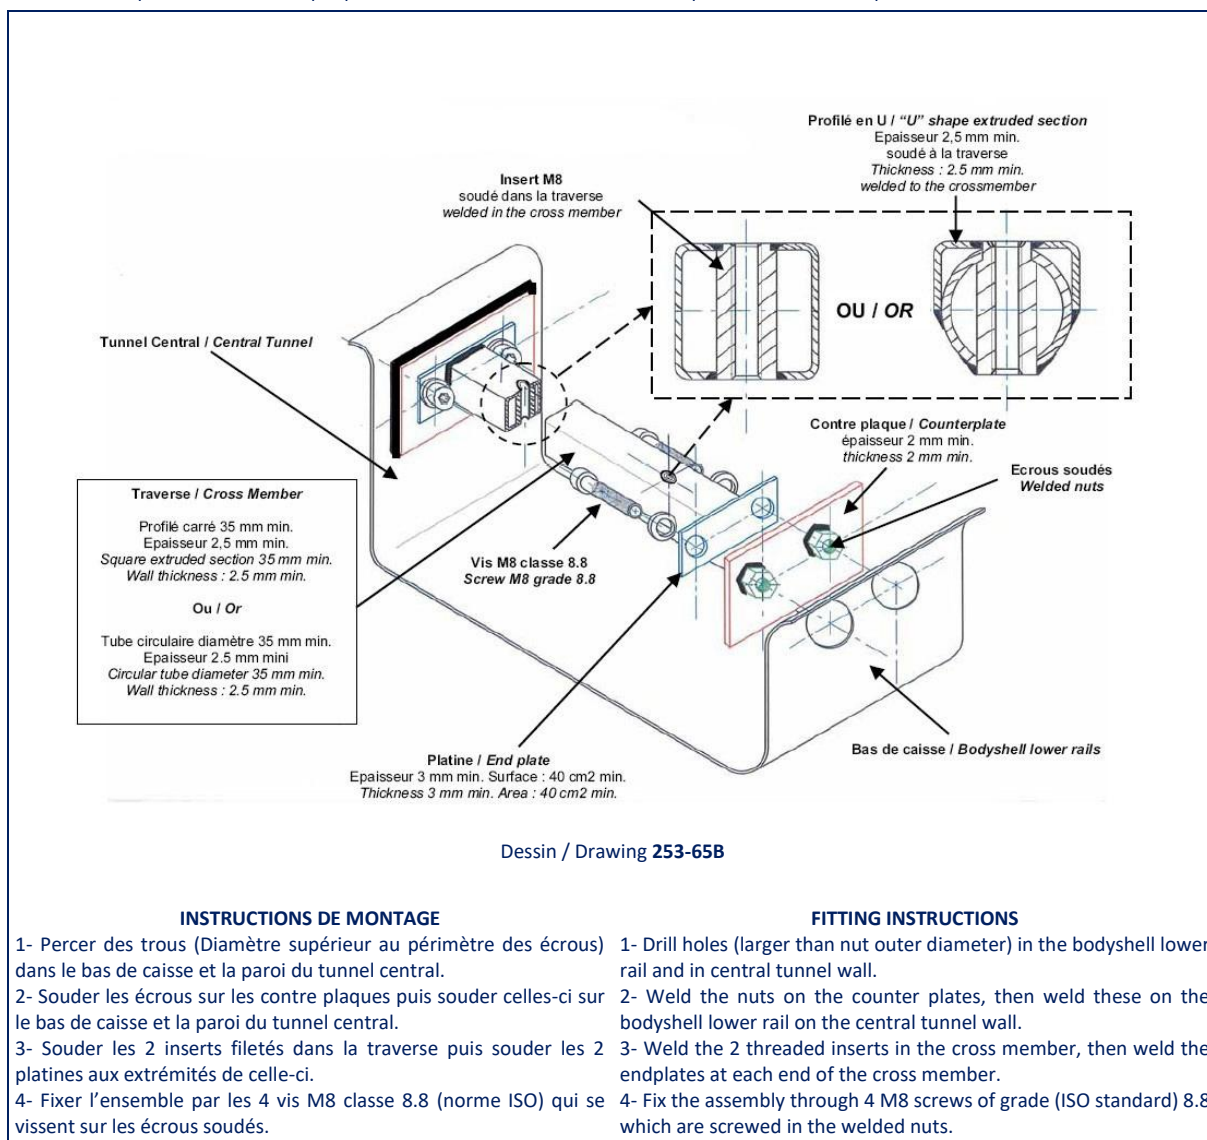 Profilé en U / “U” shape extruded section
Epaisseur 2,5 mm min.
soudé à la traverse
Thickness : 2.5 mm min.
welded to the crossmember
Insert M8
soudé dans la traverse
welded in the cross member
OU / OR
Tunnel Central / Central Tunnel
Contre plaque / Counterplate
épaisseur 2 mm min.
thickness 2 mm min.
Ecrous soudés
Welded nuts
Traverse / Cross Member
Profilé carré 35 mm min.
Epaisseur 2,5 mm min.
Square extruded section 35 mm min.
Wall thickness : 2.5 mm min.
Ou / Or
Tube circulaire diamètre 35 mm min.
Epaisseur 2.5 mm mini
Circular tube diameter 35 mm min.
Wall thickness : 2.5 mm min.
Vis M8 classe 8.8
Screw M8 grade 8.8
Platine / End plate
Epaisseur 3 mm min. Surface : 40 cm2 min.
Thickness 3 mm min. Area : 40 cm2 min.
Bas de caisse / Bodyshell lower rails
Dessin / Drawing 253-65B
INSTRUCTIONS DE MONTAGE
1- Percer des trous (Diamètre supérieur au périmètre des écrous)
dans le bas de caisse et la paroi du tunnel central.
2- Souder les écrous sur les contre plaques puis souder celles-ci sur
le bas de caisse et la paroi du tunnel central.
3- Souder les 2 inserts filetés dans la traverse puis souder les 2
platines aux extrémités de celle-ci.
4- Fixer l’ensemble par les 4 vis M8 classe 8.8 (norme ISO) qui se
vissent sur les écrous soudés.
FITTING INSTRUCTIONS
1- Drill holes (larger than nut outer diameter) in the bodyshell lower
rail and in central tunnel wall.
2- Weld the nuts on the counter plates, then weld these on the
bodyshell lower rail on the central tunnel wall.
3- Weld the 2 threaded inserts in the cross member, then weld the
endplates at each end of the cross member.
4- Fix the assembly through 4 M8 screws of grade (ISO standard) 8.8
which are screwed in the welded nuts.